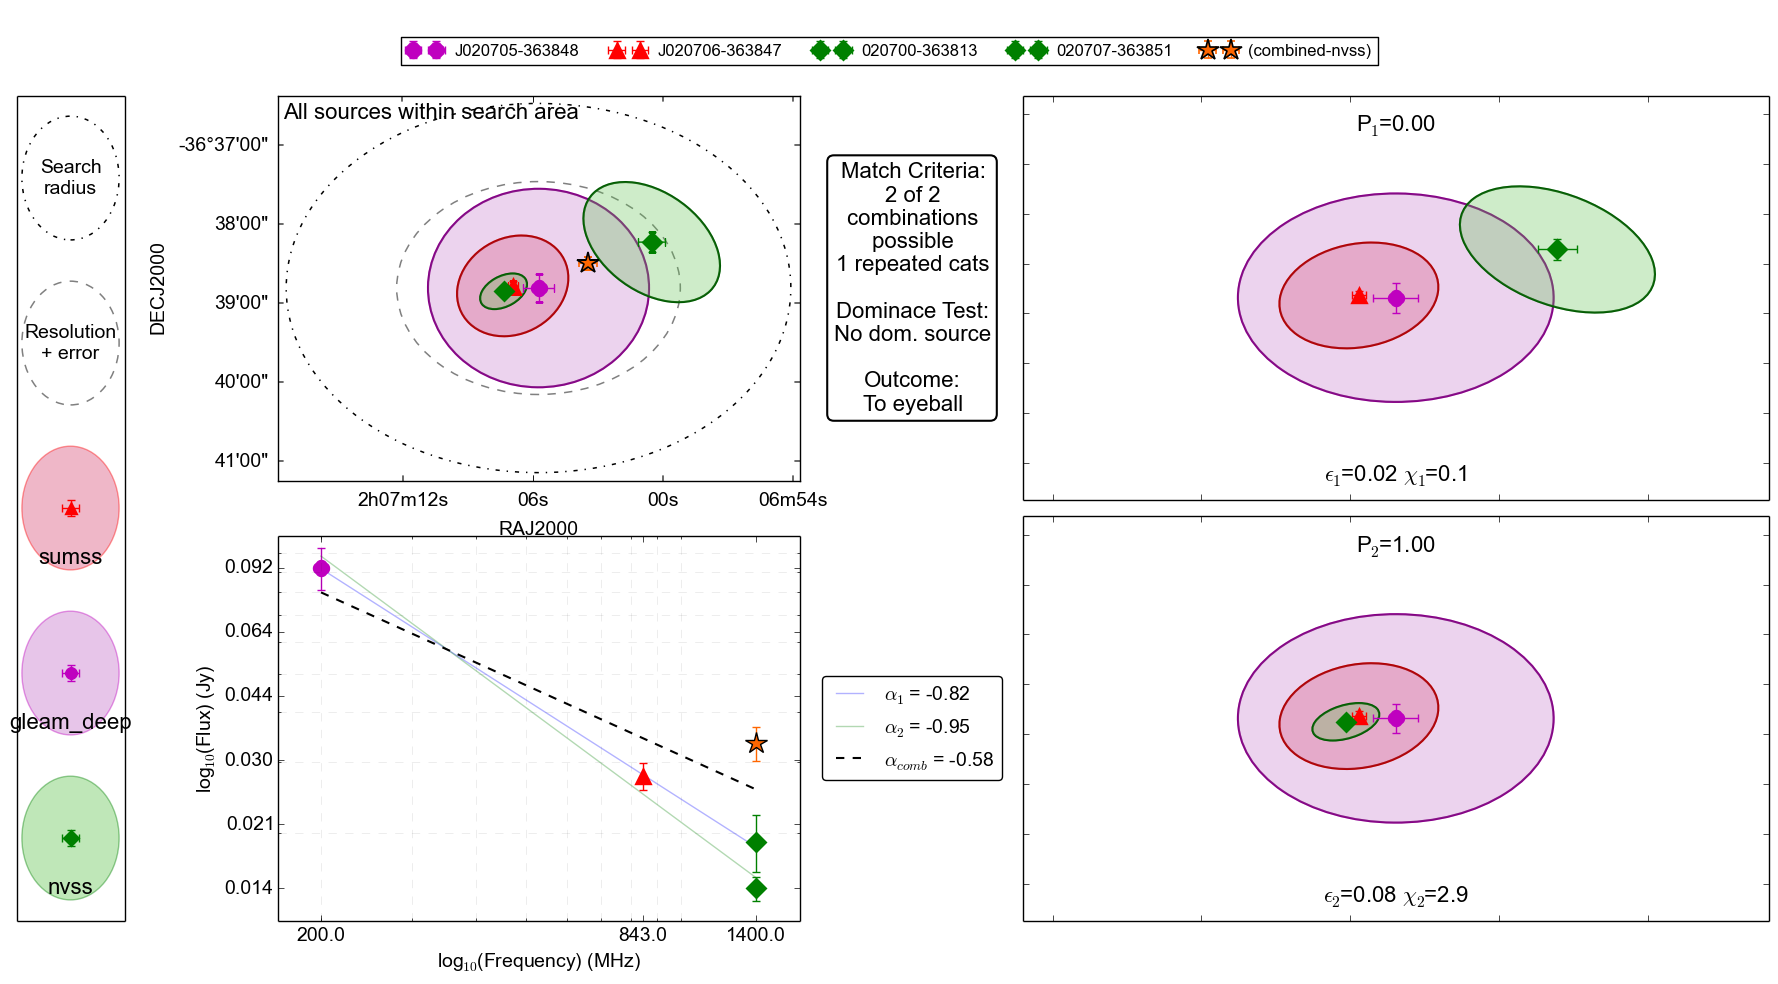 J020705-363848 J020706-363847 020700-363813 020707-363851 (combined-nvss)
Search
radius
Resolution
+ error
sumss
gleam_deep
nvss
All sources within search area
DECJ2000
-36°37'00"
38'00"
39'00"
40'00"
41'00"
2h07m12s 06s 00s 06m54s
RAJ2000
Match Criteria:
2 of 2
combinations
possible
1 repeated cats
Dominace Test:
No dom. source
Outcome:
To eyeball
P₁=0.00
ϵ₁=0.02 χ₁=0.1
P₂=1.00
ϵ₂=0.08 χ₂=2.9
log₁₀(Flux) (Jy)
0.092
0.064
0.044
0.030
0.021
0.014
200.0 843.0 1400.0
log₁₀(Frequency) (MHz)
α₁ = -0.82
α₂ = -0.95
α_comb = -0.58